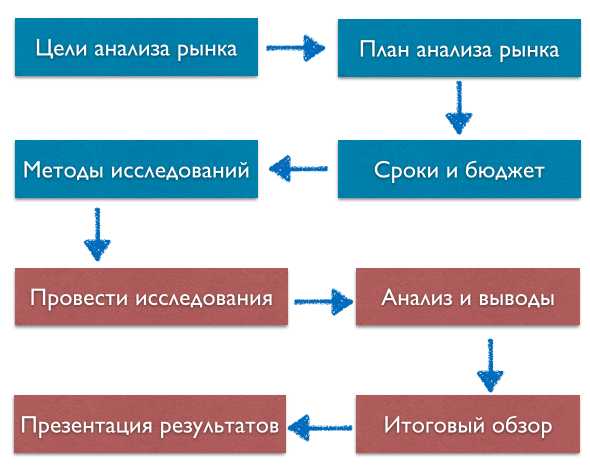 Цели анализа рынка
План анализа рынка
Методы исследований
Сроки и бюджет
Провести исследования
Анализ и выводы
Презентация результатов
Итоговый обзор